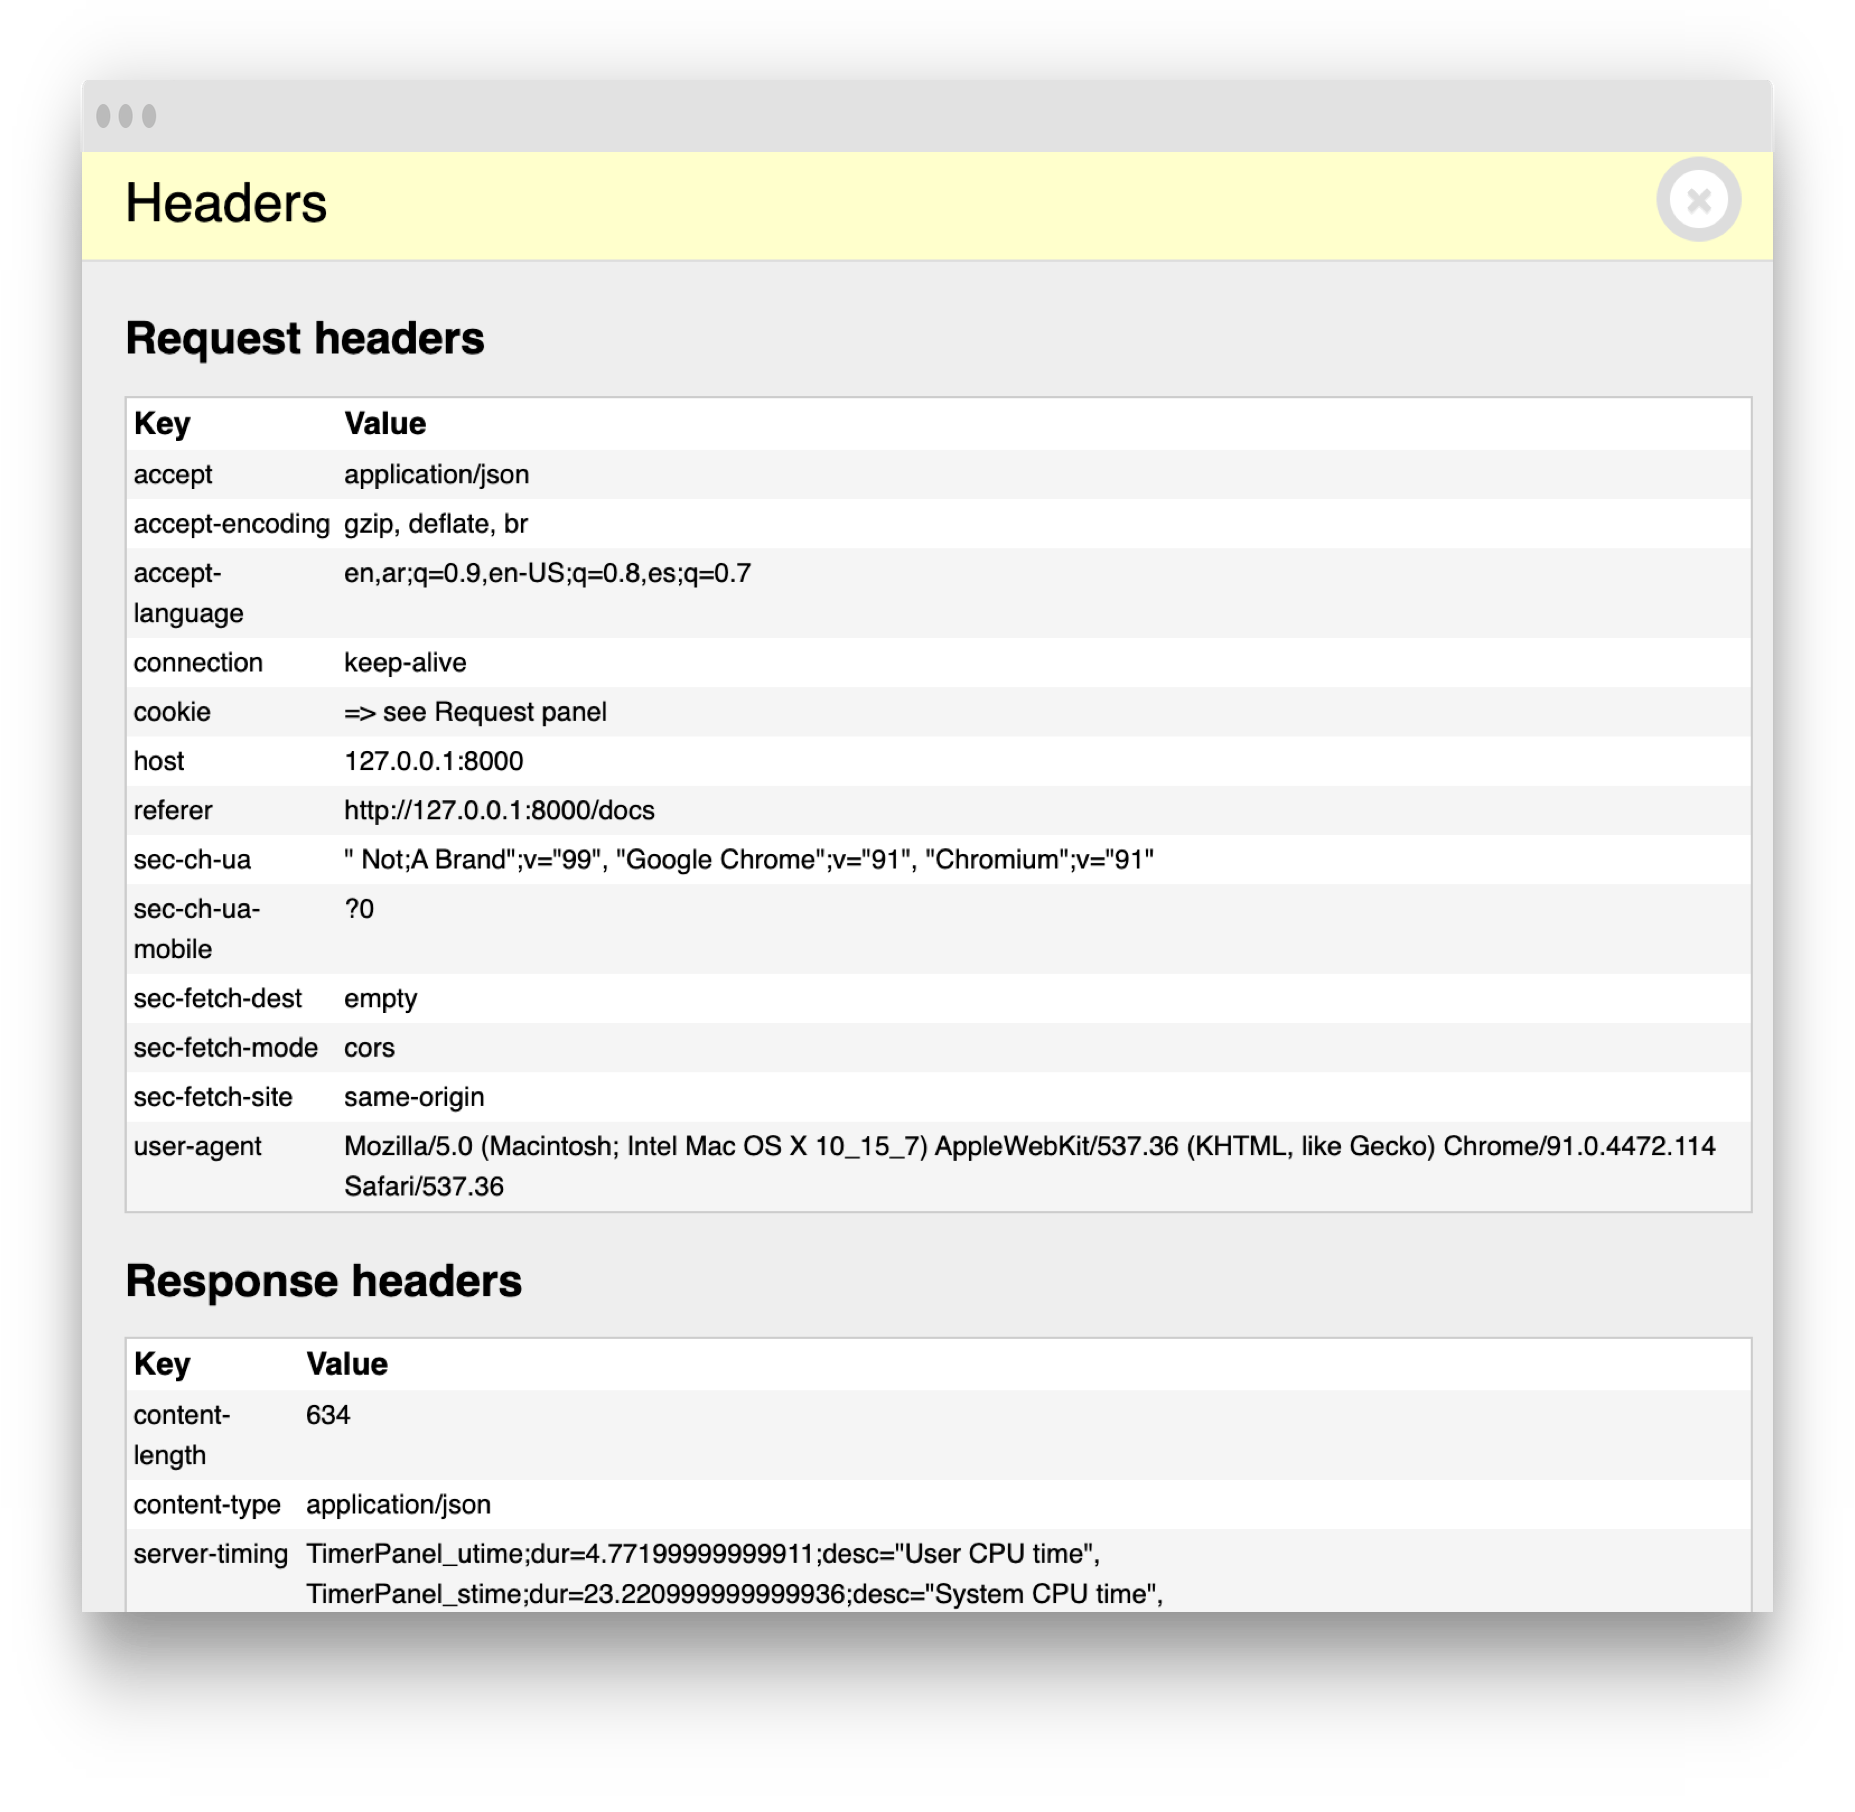 Headers
Request headers
Key Value
accept application/json
accept-encoding gzip, deflate, br
accept- en,ar;q=0.9,en-US;q=0.8,es;q=0.7
language
connection keep-alive
cookie => see Request panel
host 127.0.0.1:8000
referer http://127.0.0.1:8000/docs
sec-ch-ua " Not;A Brand";v="99", "Google Chrome";v="91", "Chromium";v="91"
sec-ch-ua- ?0
mobile
sec-fetch-dest empty
sec-fetch-mode cors
sec-fetch-site same-origin
user-agent Mozilla/5.0 (Macintosh; Intel Mac OS X 10_15_7) AppleWebKit/537.36 (KHTML, like Gecko) Chrome/91.0.4472.114
Safari/537.36
Response headers
Key Value
content- 634
length
content-type application/json
server-timing TimerPanel_utime;dur=4.77199999999911;desc="User CPU time",
TimerPanel_stime;dur=23.220999999999936;desc="System CPU time",